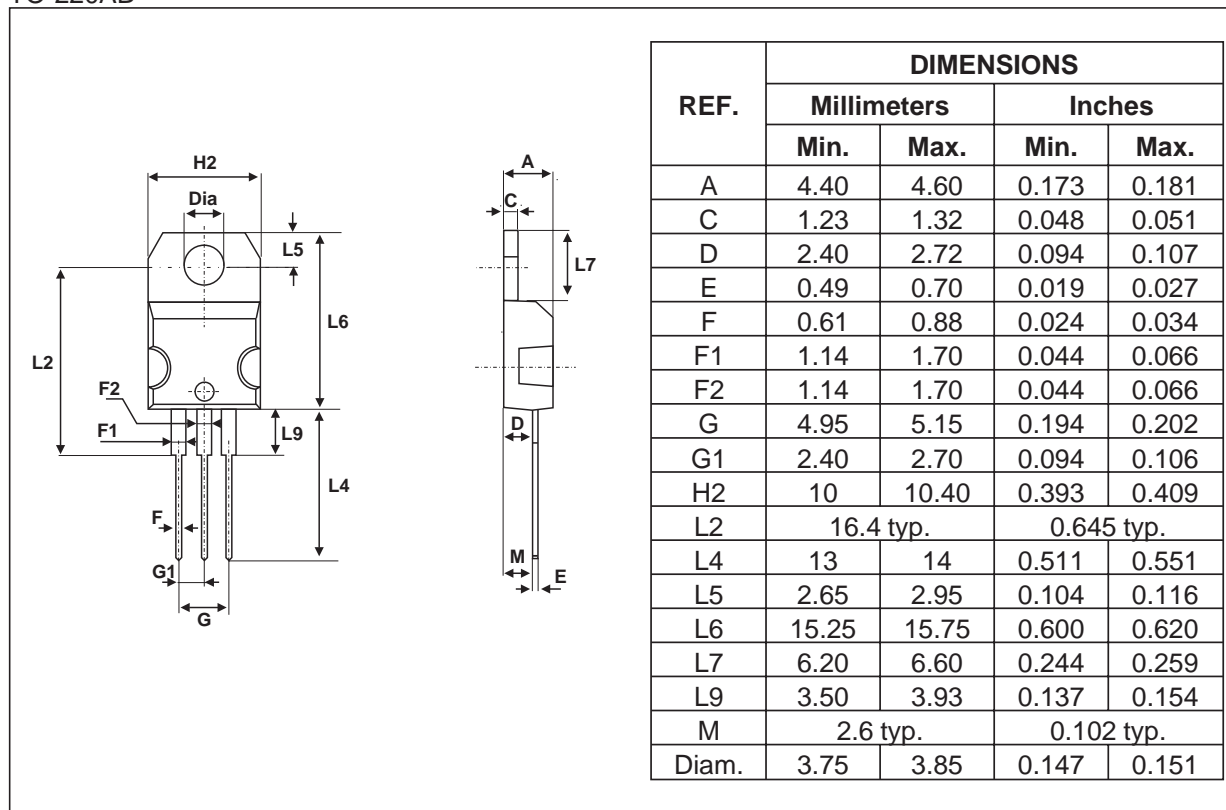 H2
Dia
L5
L6
L2
F2
F1
L9
L4
F
G1
G
A
C
L7
D
M
E
REF. DIMENSIONS
Millimeters Inches
Min. Max. Min. Max.
A 4.40 4.60 0.173 0.181
C 1.23 1.32 0.048 0.051
D 2.40 2.72 0.094 0.107
E 0.49 0.70 0.019 0.027
F 0.61 0.88 0.024 0.034
F1 1.14 1.70 0.044 0.066
F2 1.14 1.70 0.044 0.066
G 4.95 5.15 0.194 0.202
G1 2.40 2.70 0.094 0.106
H2 10 10.40 0.393 0.409
L2 16.4 typ. 0.645 typ.
L4 13 14 0.511 0.551
L5 2.65 2.95 0.104 0.116
L6 15.25 15.75 0.600 0.620
L7 6.20 6.60 0.244 0.259
L9 3.50 3.93 0.137 0.154
M 2.6 typ. 0.102 typ.
Diam. 3.75 3.85 0.147 0.151